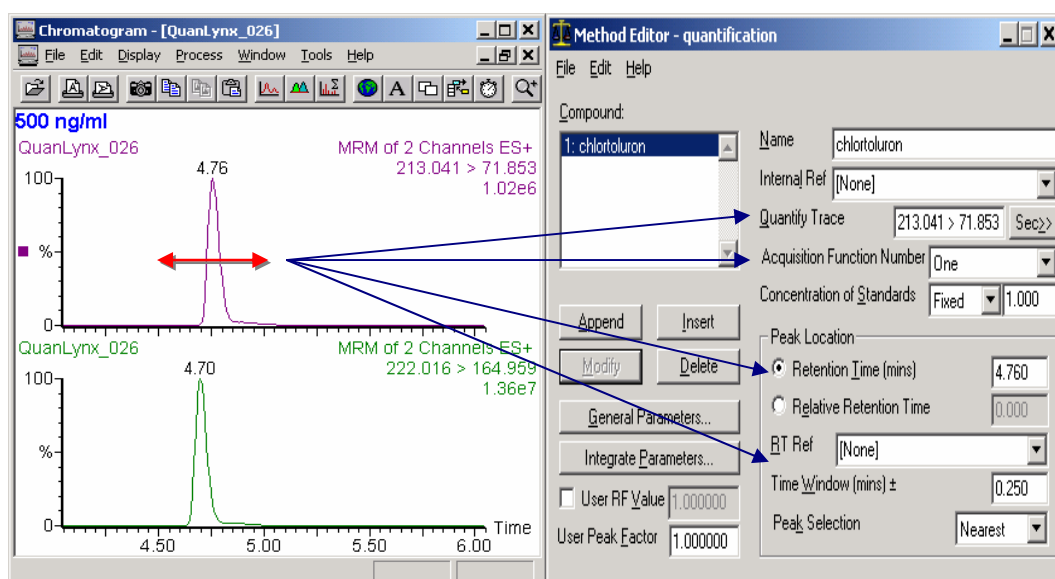 Chromatogram - [QuanLynx_026]
File Edit Display Process Window Tools Help
500 ng/ml
QuanLynx_026
MRM of 2 Channels ES+
213.041 > 71.853
1.02e6
4.76
100
%
0
QuanLynx_026
MRM of 2 Channels ES+
222.016 > 164.959
1.36e7
4.70
100
%
0
Time
4.50 5.00 5.50 6.00
Method Editor - quantification
File Edit Help
Compound:
1: chlortoluron
Append Insert
Modify Delete
General Parameters...
Integrate Parameters...
User RF Value 1.000000
User Peak Factor 1.000000
Name chlortoluron
Internal Ref [None]
Quantify Trace 213.041 > 71.853 Sec>>
Acquisition Function Number One
Concentration of Standards Fixed 1.000
Peak Location
Retention Time (mins) 4.760
Relative Retention Time 0.000
RT Ref [None]
Time Window (mins) ± 0.250
Peak Selection Nearest